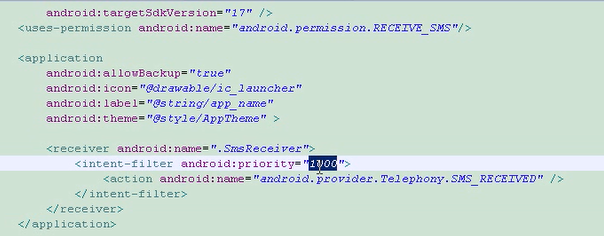 android:targetSdkVersion="17" />
<uses-permission android:name="android.permission.RECEIVE_SMS"/>
<application
android:allowBackup="true"
android:icon="@drawable/ic_launcher"
android:label="@string/app_name"
android:theme="@style/AppTheme" >
<receiver android:name=".SmsReceiver">
<intent-filter android:priority="1000">
<action android:name="android.provider.Telephony.SMS_RECEIVED" />
</intent-filter>
</receiver>
</application>